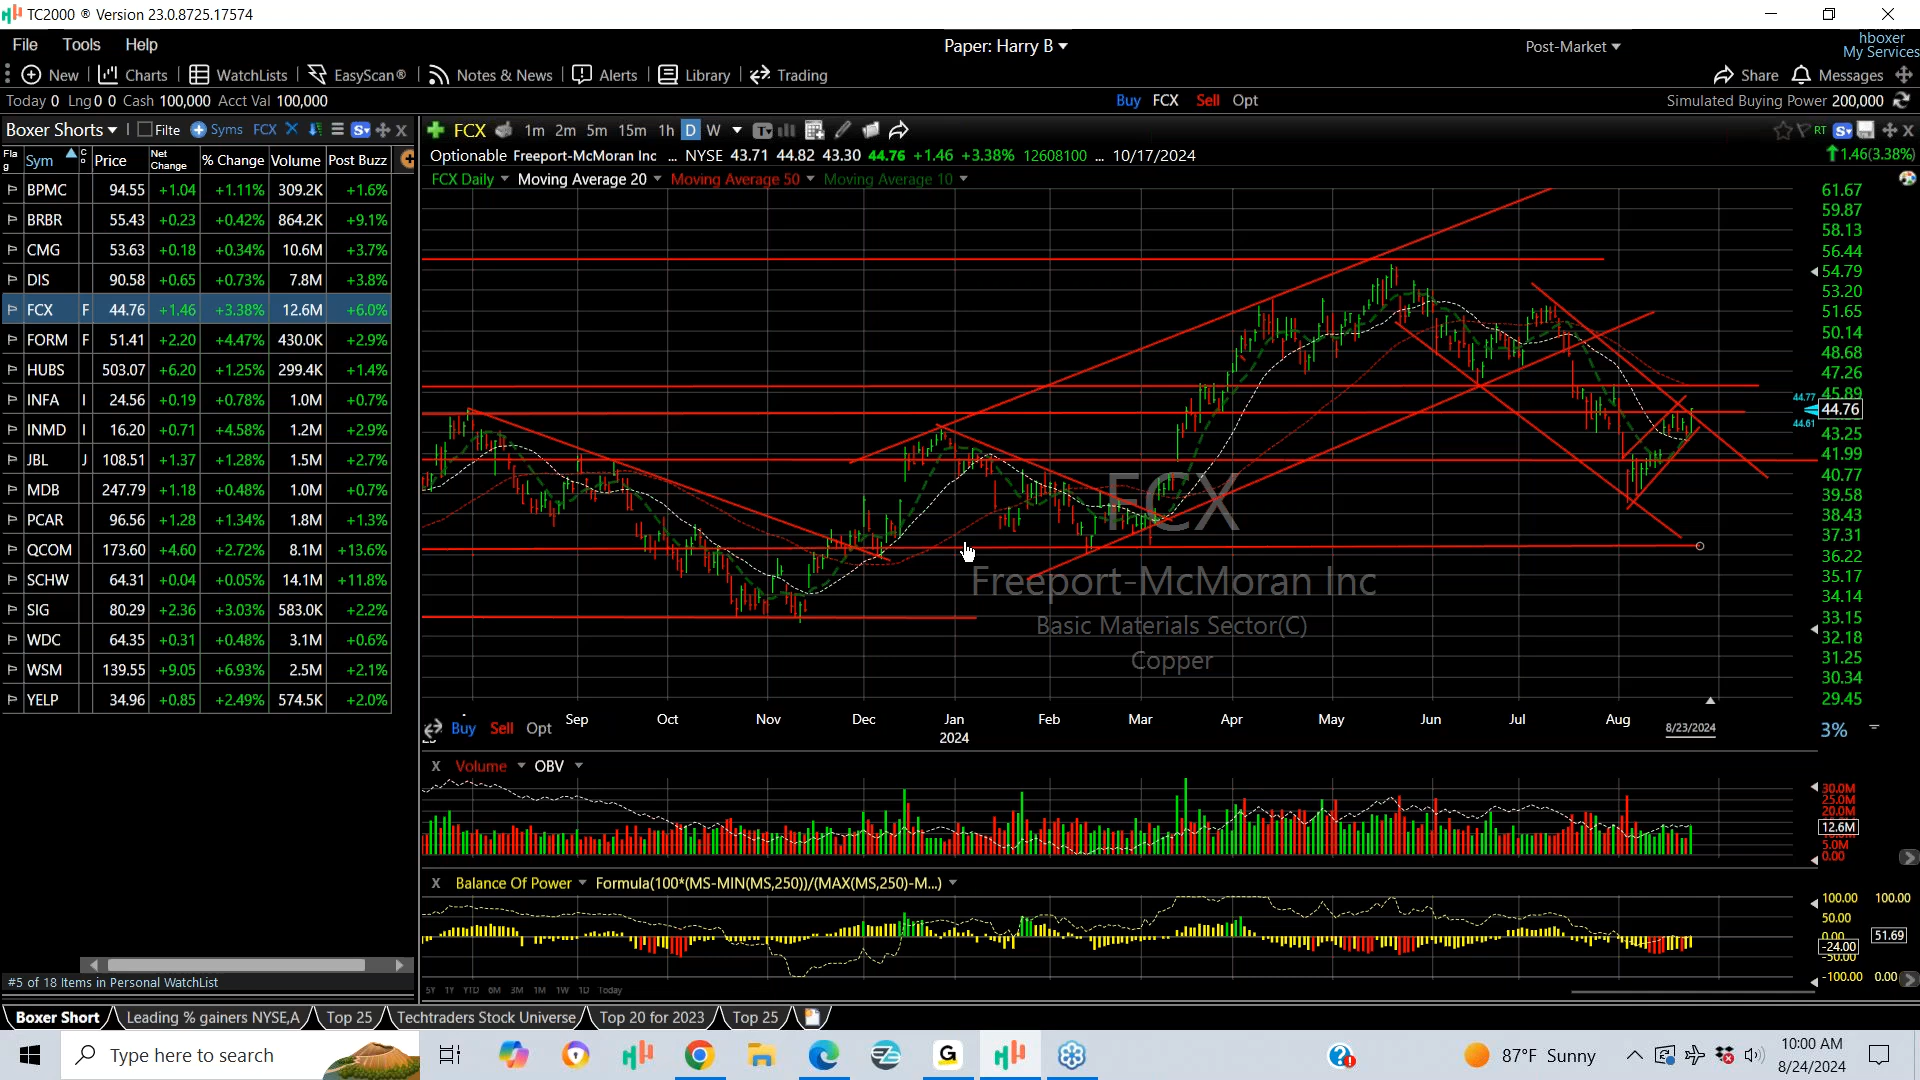 TC2000 ® Version 23.0.8725.17574
File Tools Help Paper: Harry B Post-Market hboxer
My Services
New Charts WatchLists EasyScan® Notes & News Alerts Library Trading Share Messages
Today 0 Lng 0 0 Cash 100,000 Acct Val 100,000 Buy FCX Sell Opt Simulated Buying Power 200,000
Boxer Shorts Filte Syms FCX FCX 1m 2m 5m 15m 1h D W RT
Flag Sym Co Price Net Change % Change Volume Post Buzz
Optionable Freeport-McMoran Inc ... NYSE 43.71 44.82 43.30 44.76 +1.46 +3.38% 12608100 ... 10/17/2024 1.46(3.38%)
FCX Daily Moving Average 20 Moving Average 50 Moving Average 10
BPMC 94.55 +1.04 +1.11% 309.2K +1.6%
BRBR 55.43 +0.23 +0.42% 864.2K +9.1%
CMG 53.63 +0.18 +0.34% 10.6M +3.7%
DIS 90.58 +0.65 +0.73% 7.8M +3.8%
FCX F 44.76 +1.46 +3.38% 12.6M +6.0%
FORM F 51.41 +2.20 +4.47% 430.0K +2.9%
HUBS 503.07 +6.20 +1.25% 299.4K +1.4%
INFA I 24.56 +0.19 +0.78% 1.0M +0.7%
INMD I 16.20 +0.71 +4.58% 1.2M +2.9%
JBL J 108.51 +1.37 +1.28% 1.5M +2.7%
MDB 247.79 +1.18 +0.48% 1.0M +0.7%
PCAR 96.56 +1.28 +1.34% 1.8M +1.3%
QCOM 173.60 +4.60 +2.72% 8.1M +13.6%
SCHW 64.31 +0.04 +0.05% 14.1M +11.8%
SIG 80.29 +2.36 +3.03% 583.0K +2.2%
WDC 64.35 +0.31 +0.48% 3.1M +0.6%
WSM 139.55 +9.05 +6.93% 2.5M +2.1%
YELP 34.96 +0.85 +2.49% 574.5K +2.0%
61.67
59.87
58.13
56.44
54.79
53.20
51.65
50.14
48.68
47.26
45.89
44.77
44.76
44.61
43.25
41.99
40.77
39.58
38.43
37.31
36.22
35.17
34.14
33.15
32.18
31.25
30.34
29.45
FCX
Freeport-McMoran Inc
Basic Materials Sector(C)
Copper
Sep Oct Nov Dec Jan Feb Mar Apr May Jun Jul Aug
2024 8/23/2024
Buy Sell Opt 3%
X Volume OBV
30.0M
25.0M
20.0M
12.6M
5.0M
0.00
X Balance Of Power Formula(100*(MS-MIN(MS,250))/(MAX(MS,250)-M...)
100.00 100.00
50.00
0.00 51.69
-24.00
-50.00
-100.00 0.00
5Y 1Y YTD 6M 3M 1M 1W 1D Today
#5 of 18 Items in Personal WatchList
Boxer Short Leading % gainers NYSE,A Top 25 Techtraders Stock Universe Top 20 for 2023 Top 25
Type here to search 87°F Sunny 10:00 AM
8/24/2024